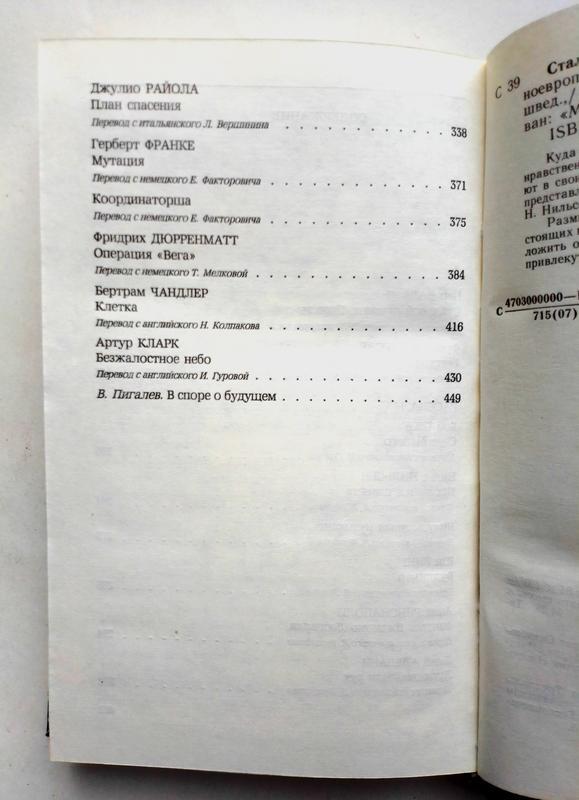 Джулио РАЙОЛА
План спасения
Перевод с итальянского Л. Вершинина . . . . . . . . . . . . 338
Герберт ФРАНКЕ
Мутация
Перевод с немецкого Е. Факторовича . . . . . . . . . . . . 371
Координаторша
Перевод с немецкого Е. Факторовича . . . . . . . . . . . . 375
Фридрих ДЮРРЕНМАТТ
Операция «Вега»
Перевод с немецкого Т. Мелковой . . . . . . . . . . . . . 384
Бертрам ЧАНДЛЕР
Клетка
Перевод с английского Н. Колпакова . . . . . . . . . . . . 416
Артур КЛАРК
Безжалостное небо
Перевод с английского И. Гуровой . . . . . . . . . . . . . 430
В. Пигалев. В споре о будущем . . . . . . . . . . . 449
Стал
С 39
ноевроп
швед.,/
ван: «М
ISB
Куда
нравствен
ют в свои
представл
Н. Нильс
Разм
стоящих
ложить о
привлеку
С 4703000000—
715(07)